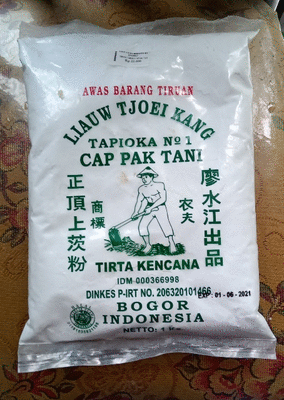 AWAS BARANG TIRUAN
LIAUW TJOEI KANG
TAPIOKA Nº 1
CAP PAK TANI
正頂上茨粉
商標
农夫
廖水江出品
TIRTA KENCANA
IDM-000366998
DINKES P-IRT NO. 206320101466
EXP : 01-06-2021
BOGOR
INDONESIA
NETTO: 1 KG